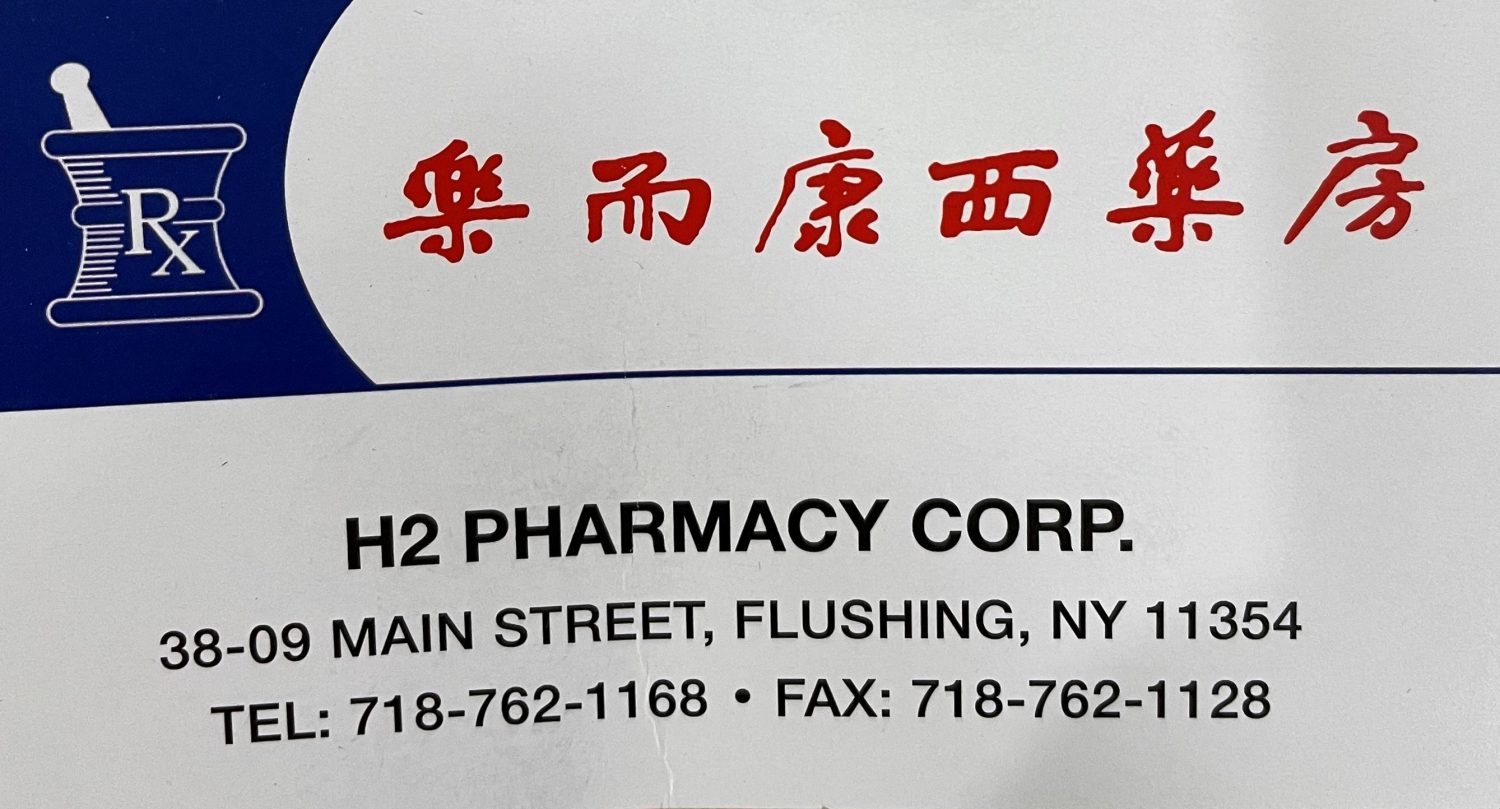 Rx
樂而康西藥房
H2 PHARMACY CORP.
38-09 MAIN STREET, FLUSHING, NY 11354
TEL: 718-762-1168 • FAX: 718-762-1128